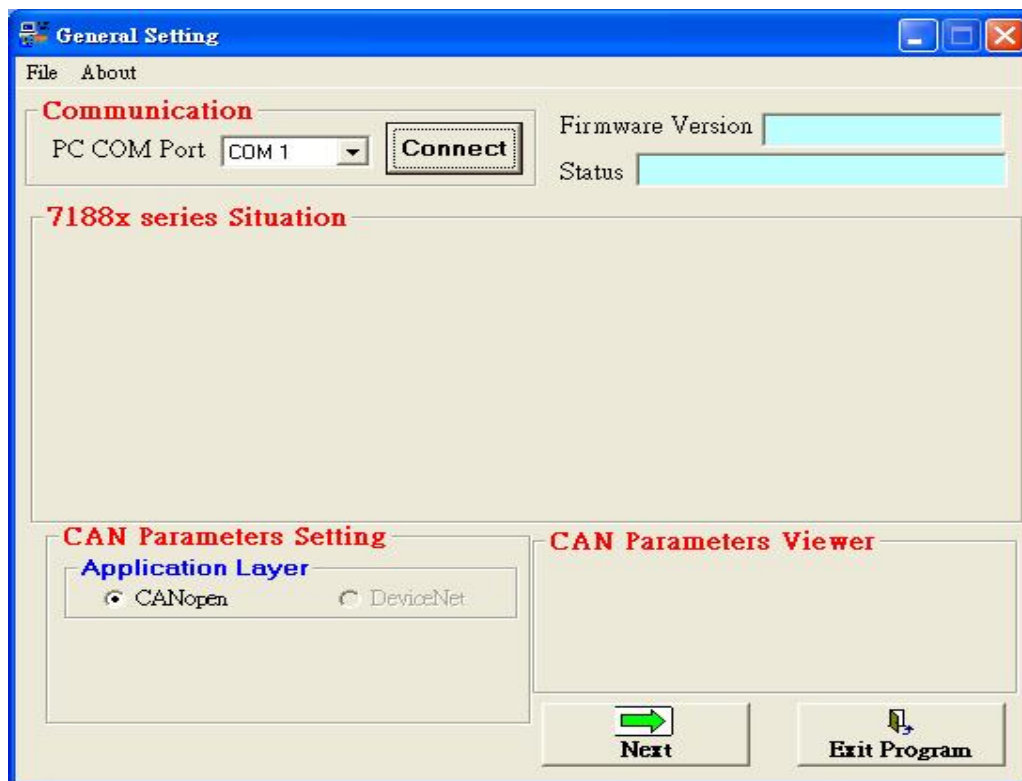 General Setting
File About
Communication
PC COM Port COM 1 Connect
Firmware Version
Status
7188x series Situation
CAN Parameters Setting
Application Layer
CANopen DeviceNet
CAN Parameters Viewer
Next
Exit Program